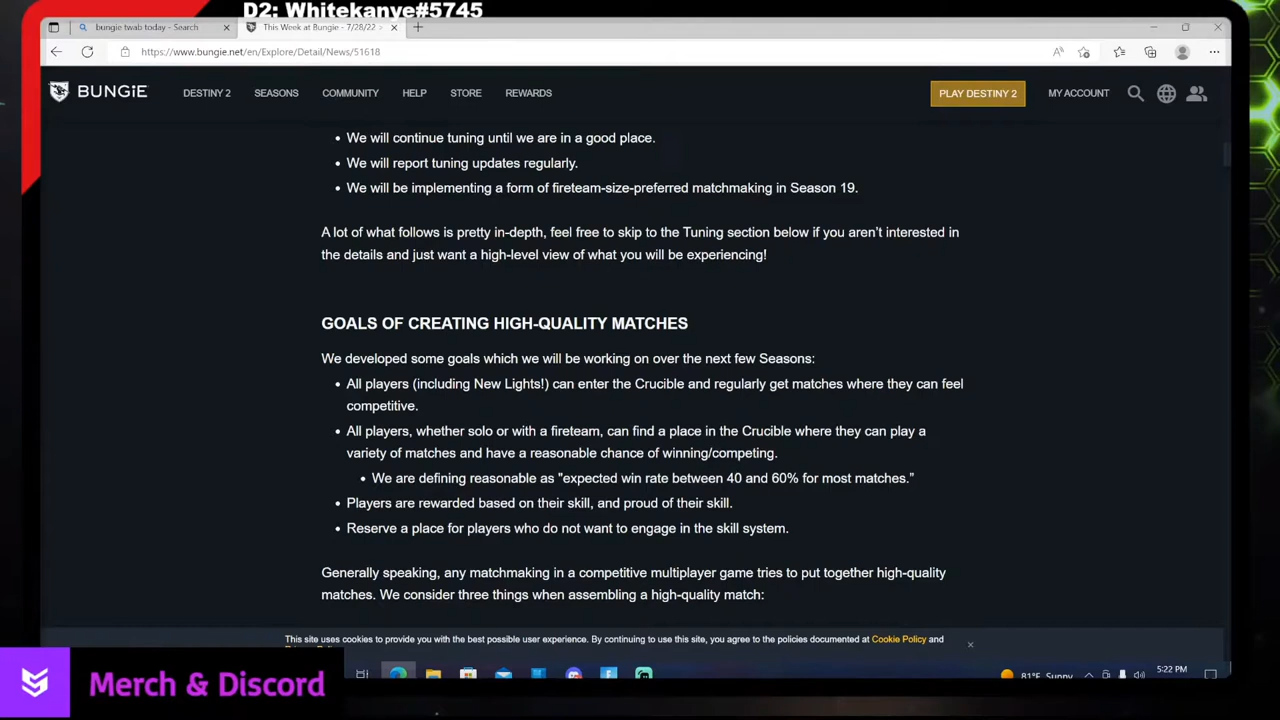 D2: Whitekanye#5745
bungie twab today - Search
This Week at Bungie - 7/28/22
https://www.bungie.net/en/Explore/Detail/News/51618
BUNGiE
DESTINY 2
SEASONS
COMMUNITY
HELP
STORE
REWARDS
PLAY DESTINY 2
MY ACCOUNT
• We will continue tuning until we are in a good place.
• We will report tuning updates regularly.
• We will be implementing a form of fireteam-size-preferred matchmaking in Season 19.
A lot of what follows is pretty in-depth, feel free to skip to the Tuning section below if you aren't interested in
the details and just want a high-level view of what you will be experiencing!
GOALS OF CREATING HIGH-QUALITY MATCHES
We developed some goals which we will be working on over the next few Seasons:
• All players (including New Lights!) can enter the Crucible and regularly get matches where they can feel
competitive.
• All players, whether solo or with a fireteam, can find a place in the Crucible where they can play a
variety of matches and have a reasonable chance of winning/competing.
• We are defining reasonable as "expected win rate between 40 and 60% for most matches."
• Players are rewarded based on their skill, and proud of their skill.
• Reserve a place for players who do not want to engage in the skill system.
Generally speaking, any matchmaking in a competitive multiplayer game tries to put together high-quality
matches. We consider three things when assembling a high-quality match:
This site uses cookies to provide you with the best possible user experience. By continuing to use this site, you agree to the policies documented at Cookie Policy and
81°F Sunny
5:22 PM
Merch & Discord